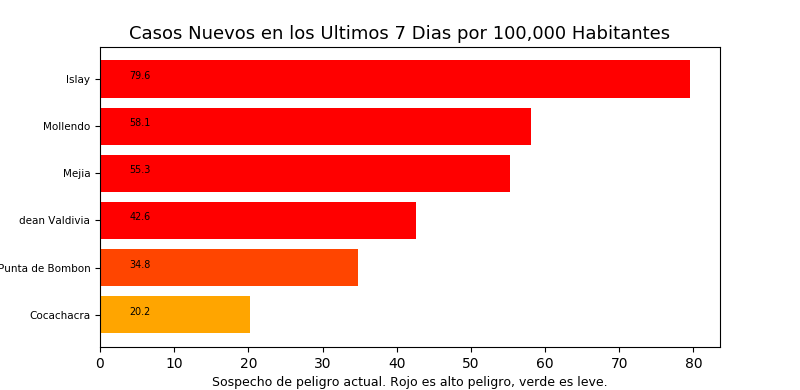 Casos Nuevos en los Ultimos 7 Dias por 100,000 Habitantes
Islay 79.6
Mollendo 58.1
Mejia 55.3
dean Valdivia 42.6
Punta de Bombon 34.8
Cocachacra 20.2
0 10 20 30 40 50 60 70 80
Sospecho de peligro actual. Rojo es alto peligro, verde es leve.